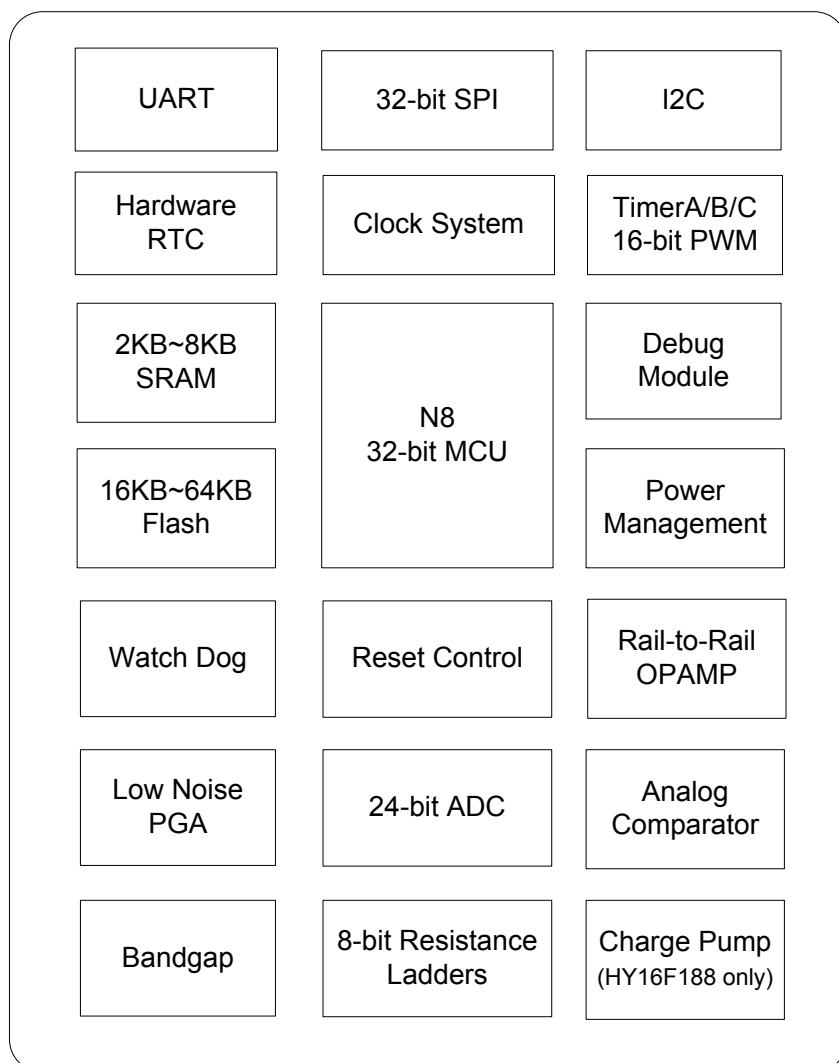 UART
32-bit SPI
I2C
Hardware
RTC
Clock System
TimerA/B/C
16-bit PWM
2KB~8KB
SRAM
N8
32-bit MCU
Debug
Module
16KB~64KB
Flash
Power
Management
Watch Dog
Reset Control
Rail-to-Rail
OPAMP
Low Noise
PGA
24-bit ADC
Analog
Comparator
Bandgap
8-bit Resistance
Ladders
Charge Pump
(HY16F188 only)